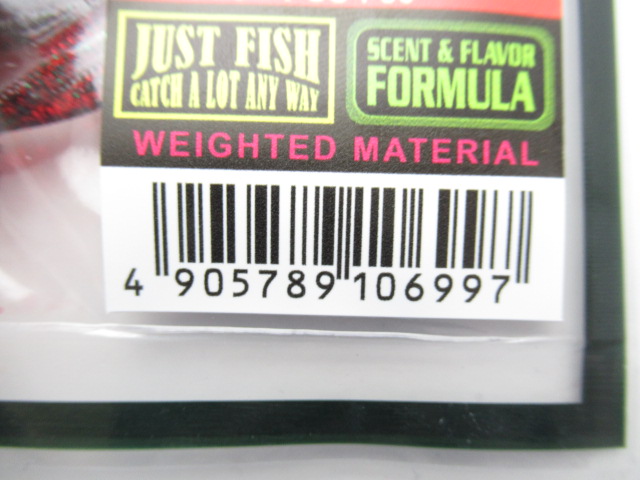 JUST FISH
CATCH A LOT ANY WAY
SCENT & FLAVOR
FORMULA
WEIGHTED MATERIAL
4 905789 106997